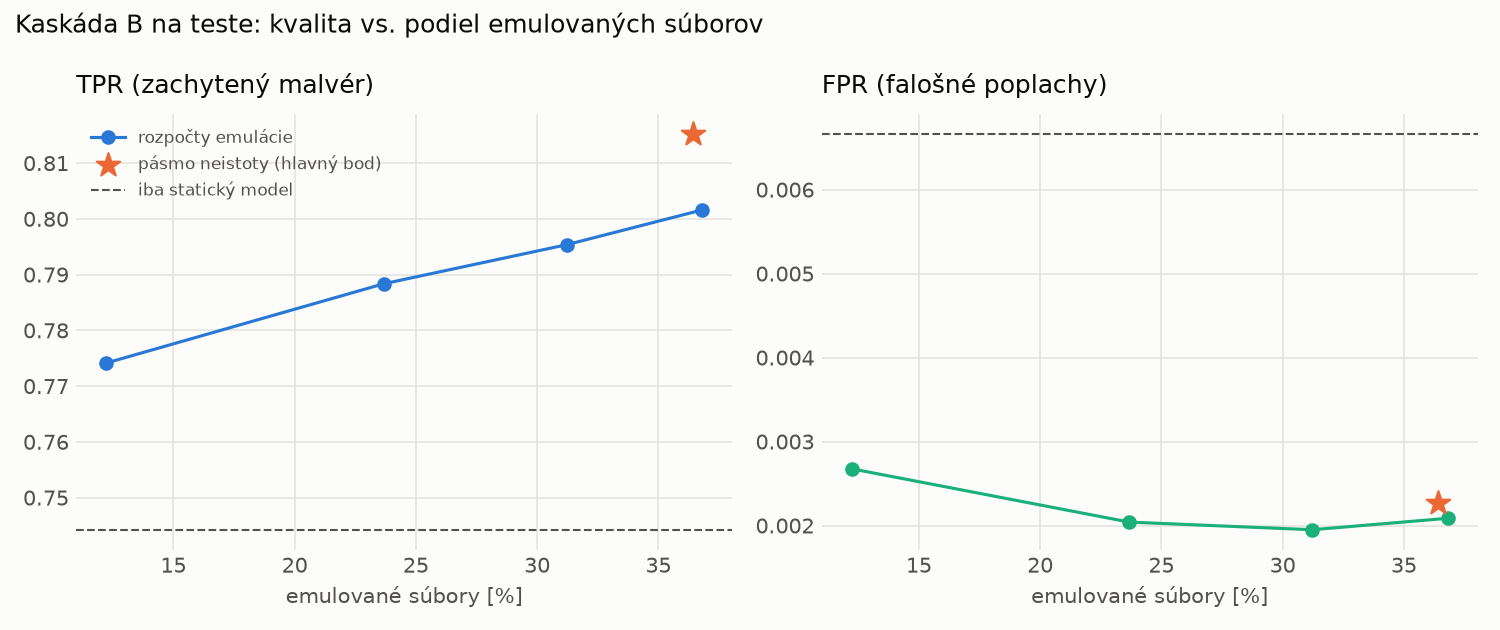 Kaskáda B na teste: kvalita vs. podiel emulovaných súborov
TPR (zachytený malvér)
rozpočty emulácie
pásmo neistoty (hlavný bod)
iba statický model
0.81
0.80
0.79
0.78
0.77
0.76
0.75
15 20 25 30 35
emulované súbory [%]
FPR (falošné poplachy)
0.006
0.005
0.004
0.003
0.002
15 20 25 30 35
emulované súbory [%]